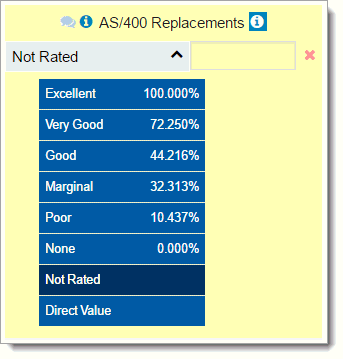 AS/400 Replacements
Not Rated
Excellent 100.000%
Very Good 72.250%
Good 44.216%
Marginal 32.313%
Poor 10.437%
None 0.000%
Not Rated
Direct Value